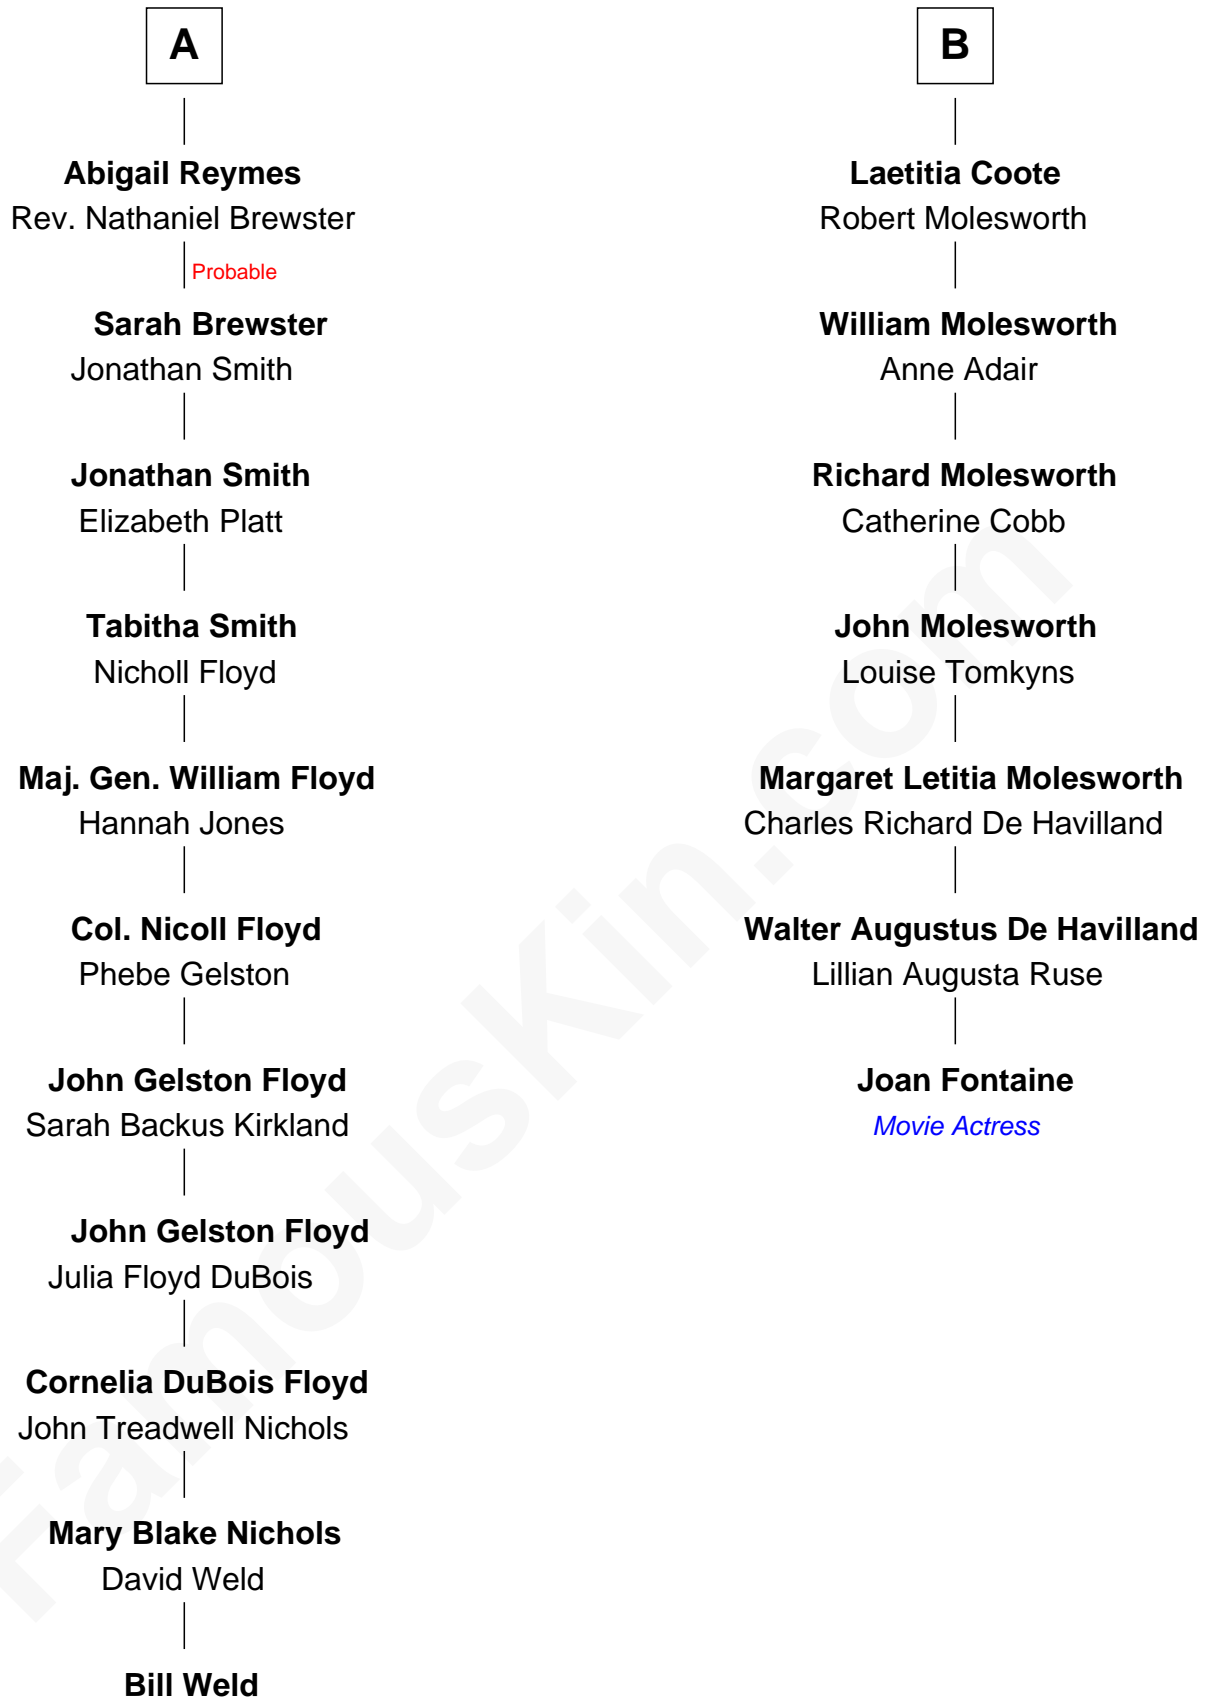 A
Abigail Reymes
Rev. Nathaniel Brewster
Probable
Sarah Brewster
Jonathan Smith
Jonathan Smith
Elizabeth Platt
Tabitha Smith
Nicholl Floyd
Maj. Gen. William Floyd
Hannah Jones
Col. Nicoll Floyd
Phebe Gelston
John Gelston Floyd
Sarah Backus Kirkland
John Gelston Floyd
Julia Floyd DuBois
Cornelia DuBois Floyd
John Treadwell Nichols
Mary Blake Nichols
David Weld
Bill Weld
B
Laetitia Coote
Robert Molesworth
William Molesworth
Anne Adair
Richard Molesworth
Catherine Cobb
John Molesworth
Louise Tomkyns
Margaret Letitia Molesworth
Charles Richard De Havilland
Walter Augustus De Havilland
Lillian Augusta Ruse
Joan Fontaine
Movie Actress
FamousKin.com